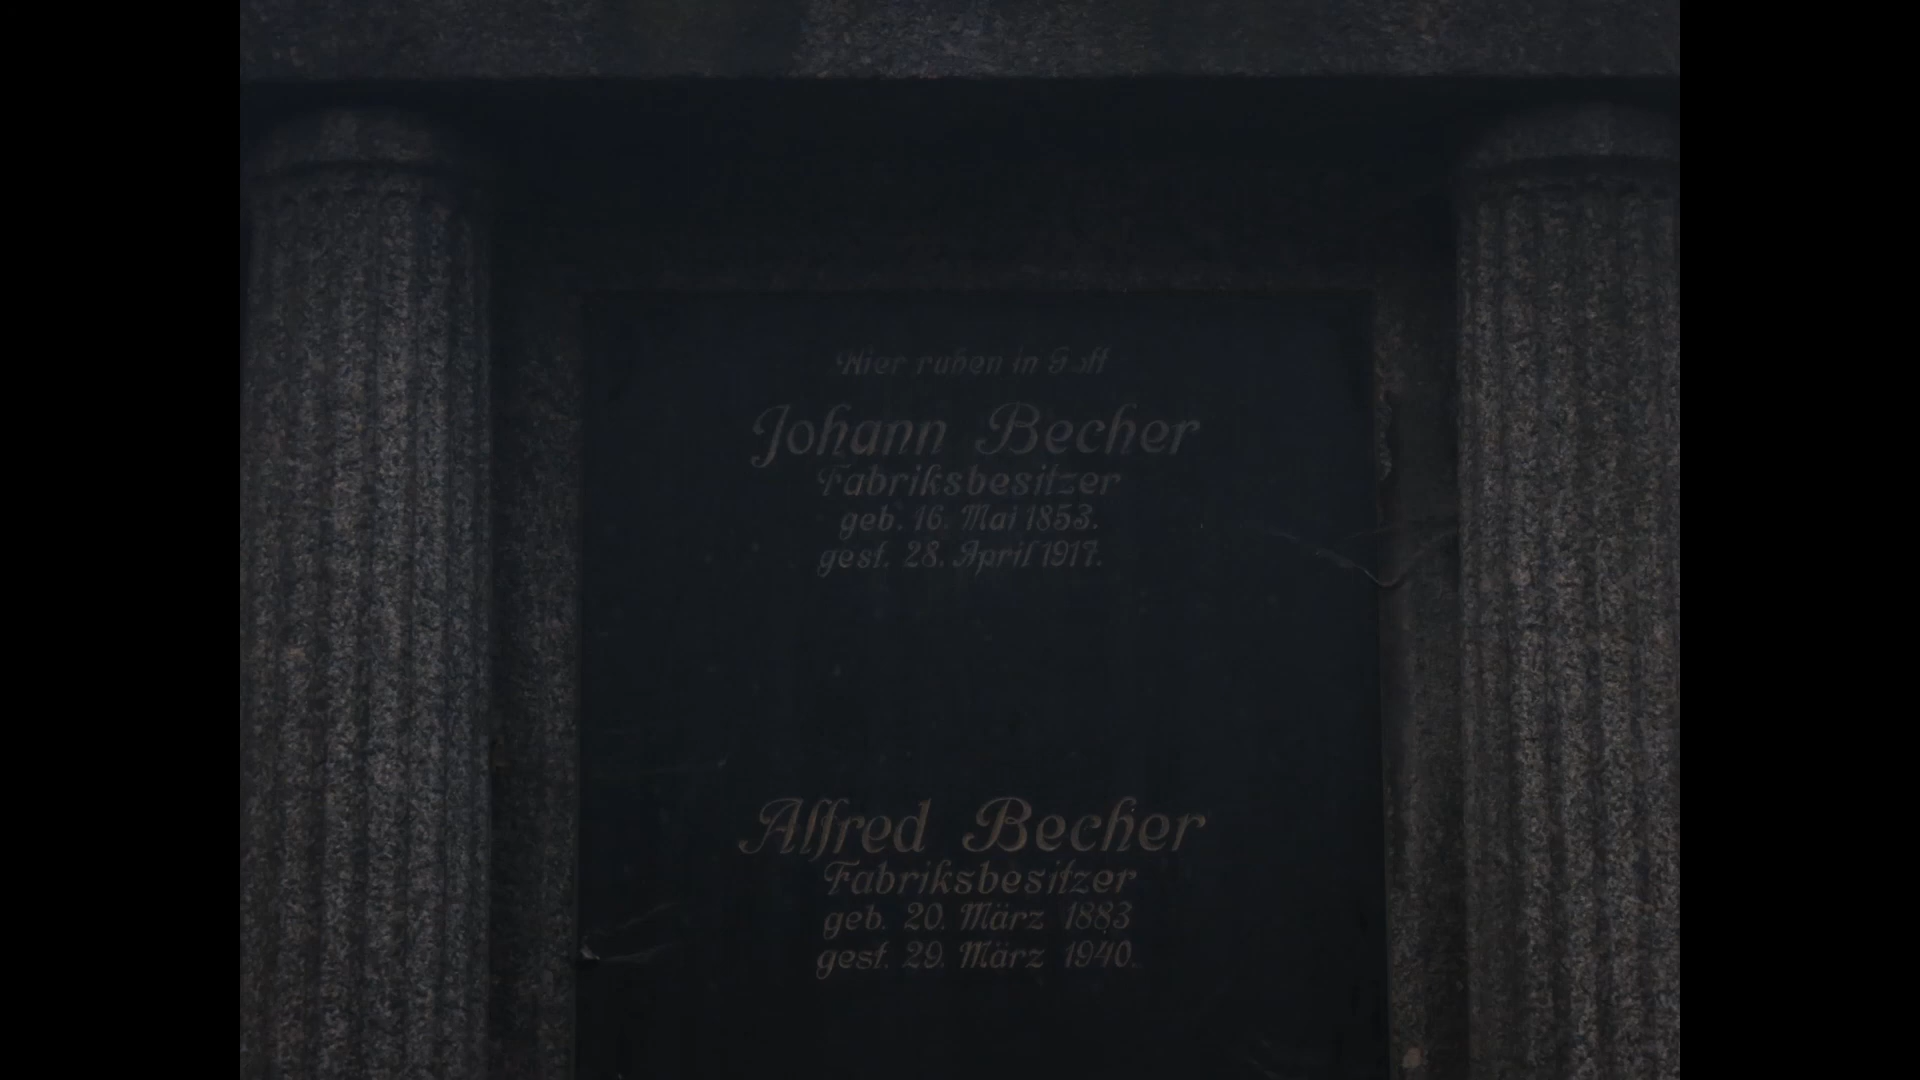 Hier ruhen in Gott
Johann Becher
Fabriksbesitzer
geb. 16. Mai 1853.
gest. 28. April 1917.
Alfred Becher
Fabriksbesitzer
geb. 20. März 1883
gest. 29. März 1940.